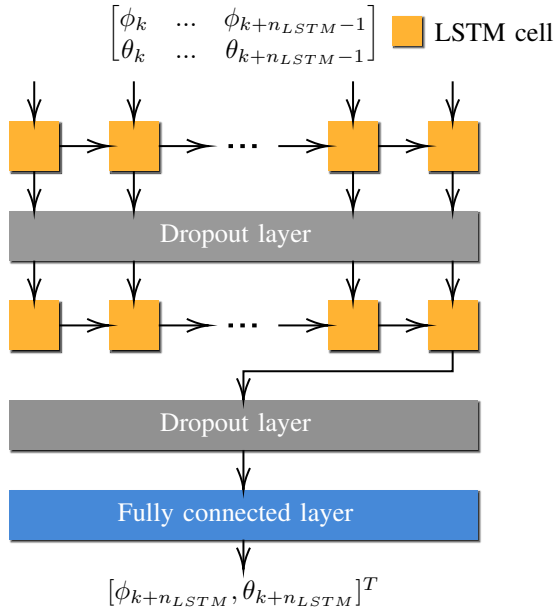 [ϕ_k ... ϕ_{k+n_{LSTM}−1}] LSTM cell
[θ_k ... θ_{k+n_{LSTM}−1}]
...
Dropout layer
...
Dropout layer
Fully connected layer
[ϕ_{k+n_{LSTM}}, θ_{k+n_{LSTM}}]^T